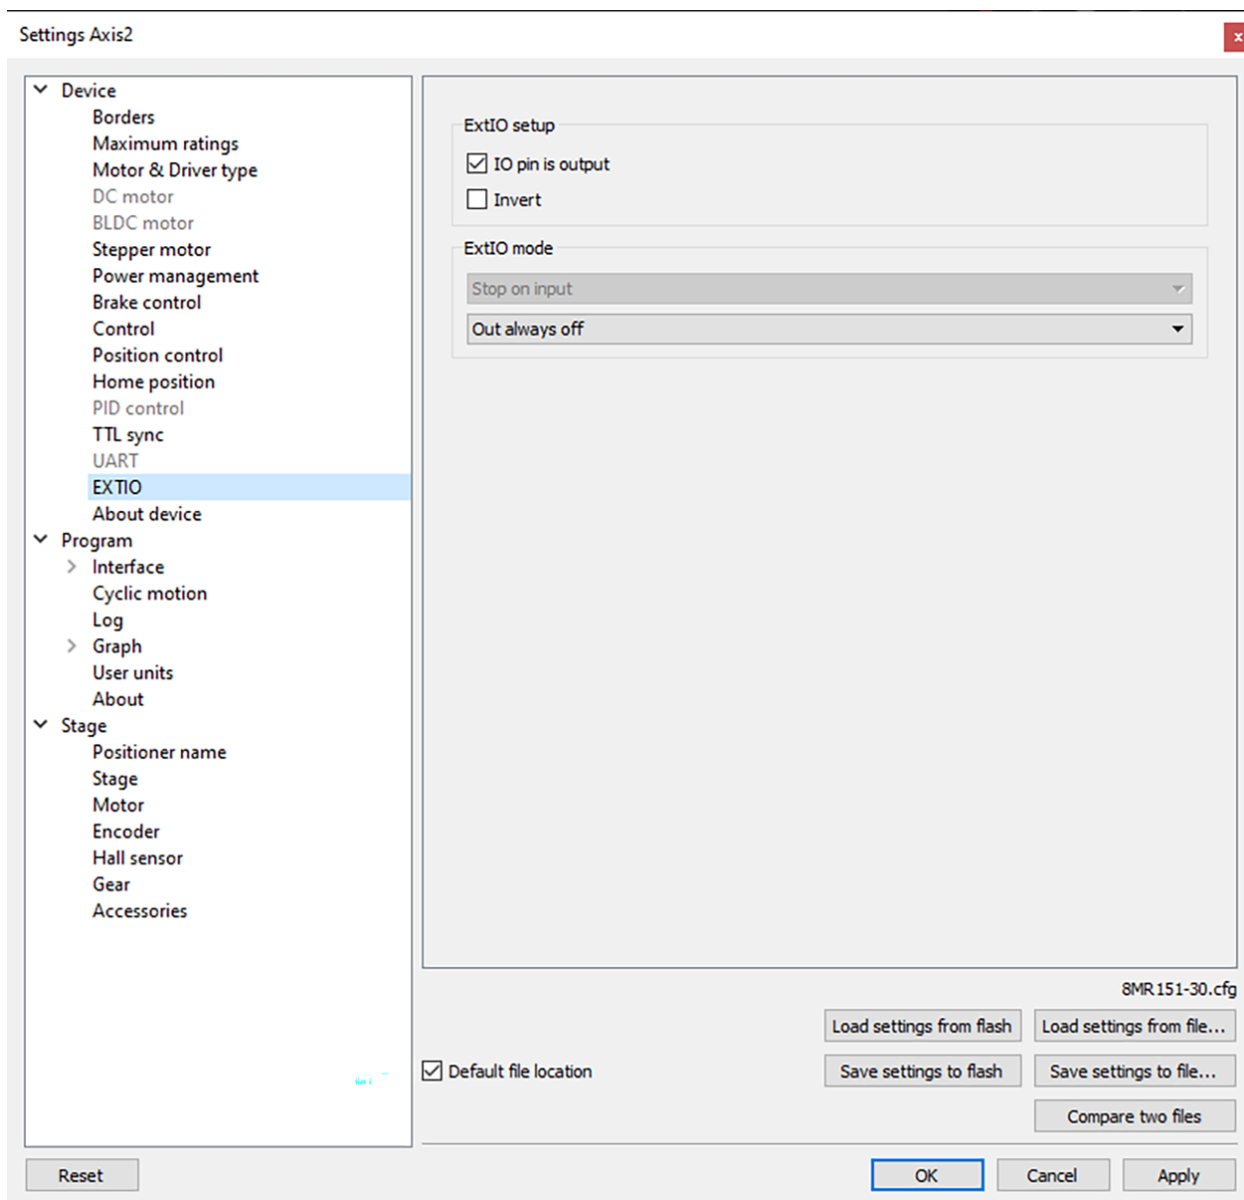 Settings Axis2
x
Device
Borders
Maximum ratings
Motor & Driver type
DC motor
BLDC motor
Stepper motor
Power management
Brake control
Control
Position control
Home position
PID control
TTL sync
UART
EXTIO
About device
Program
Interface
Cyclic motion
Log
Graph
User units
About
Stage
Positioner name
Stage
Motor
Encoder
Hall sensor
Gear
Accessories
ExtIO setup
IO pin is output
Invert
ExtIO mode
Stop on input
Out always off
8MR151-30.cfg
Load settings from flash
Load settings from file...
Default file location
Save settings to flash
Save settings to file...
Compare two files
Reset
OK
Cancel
Apply